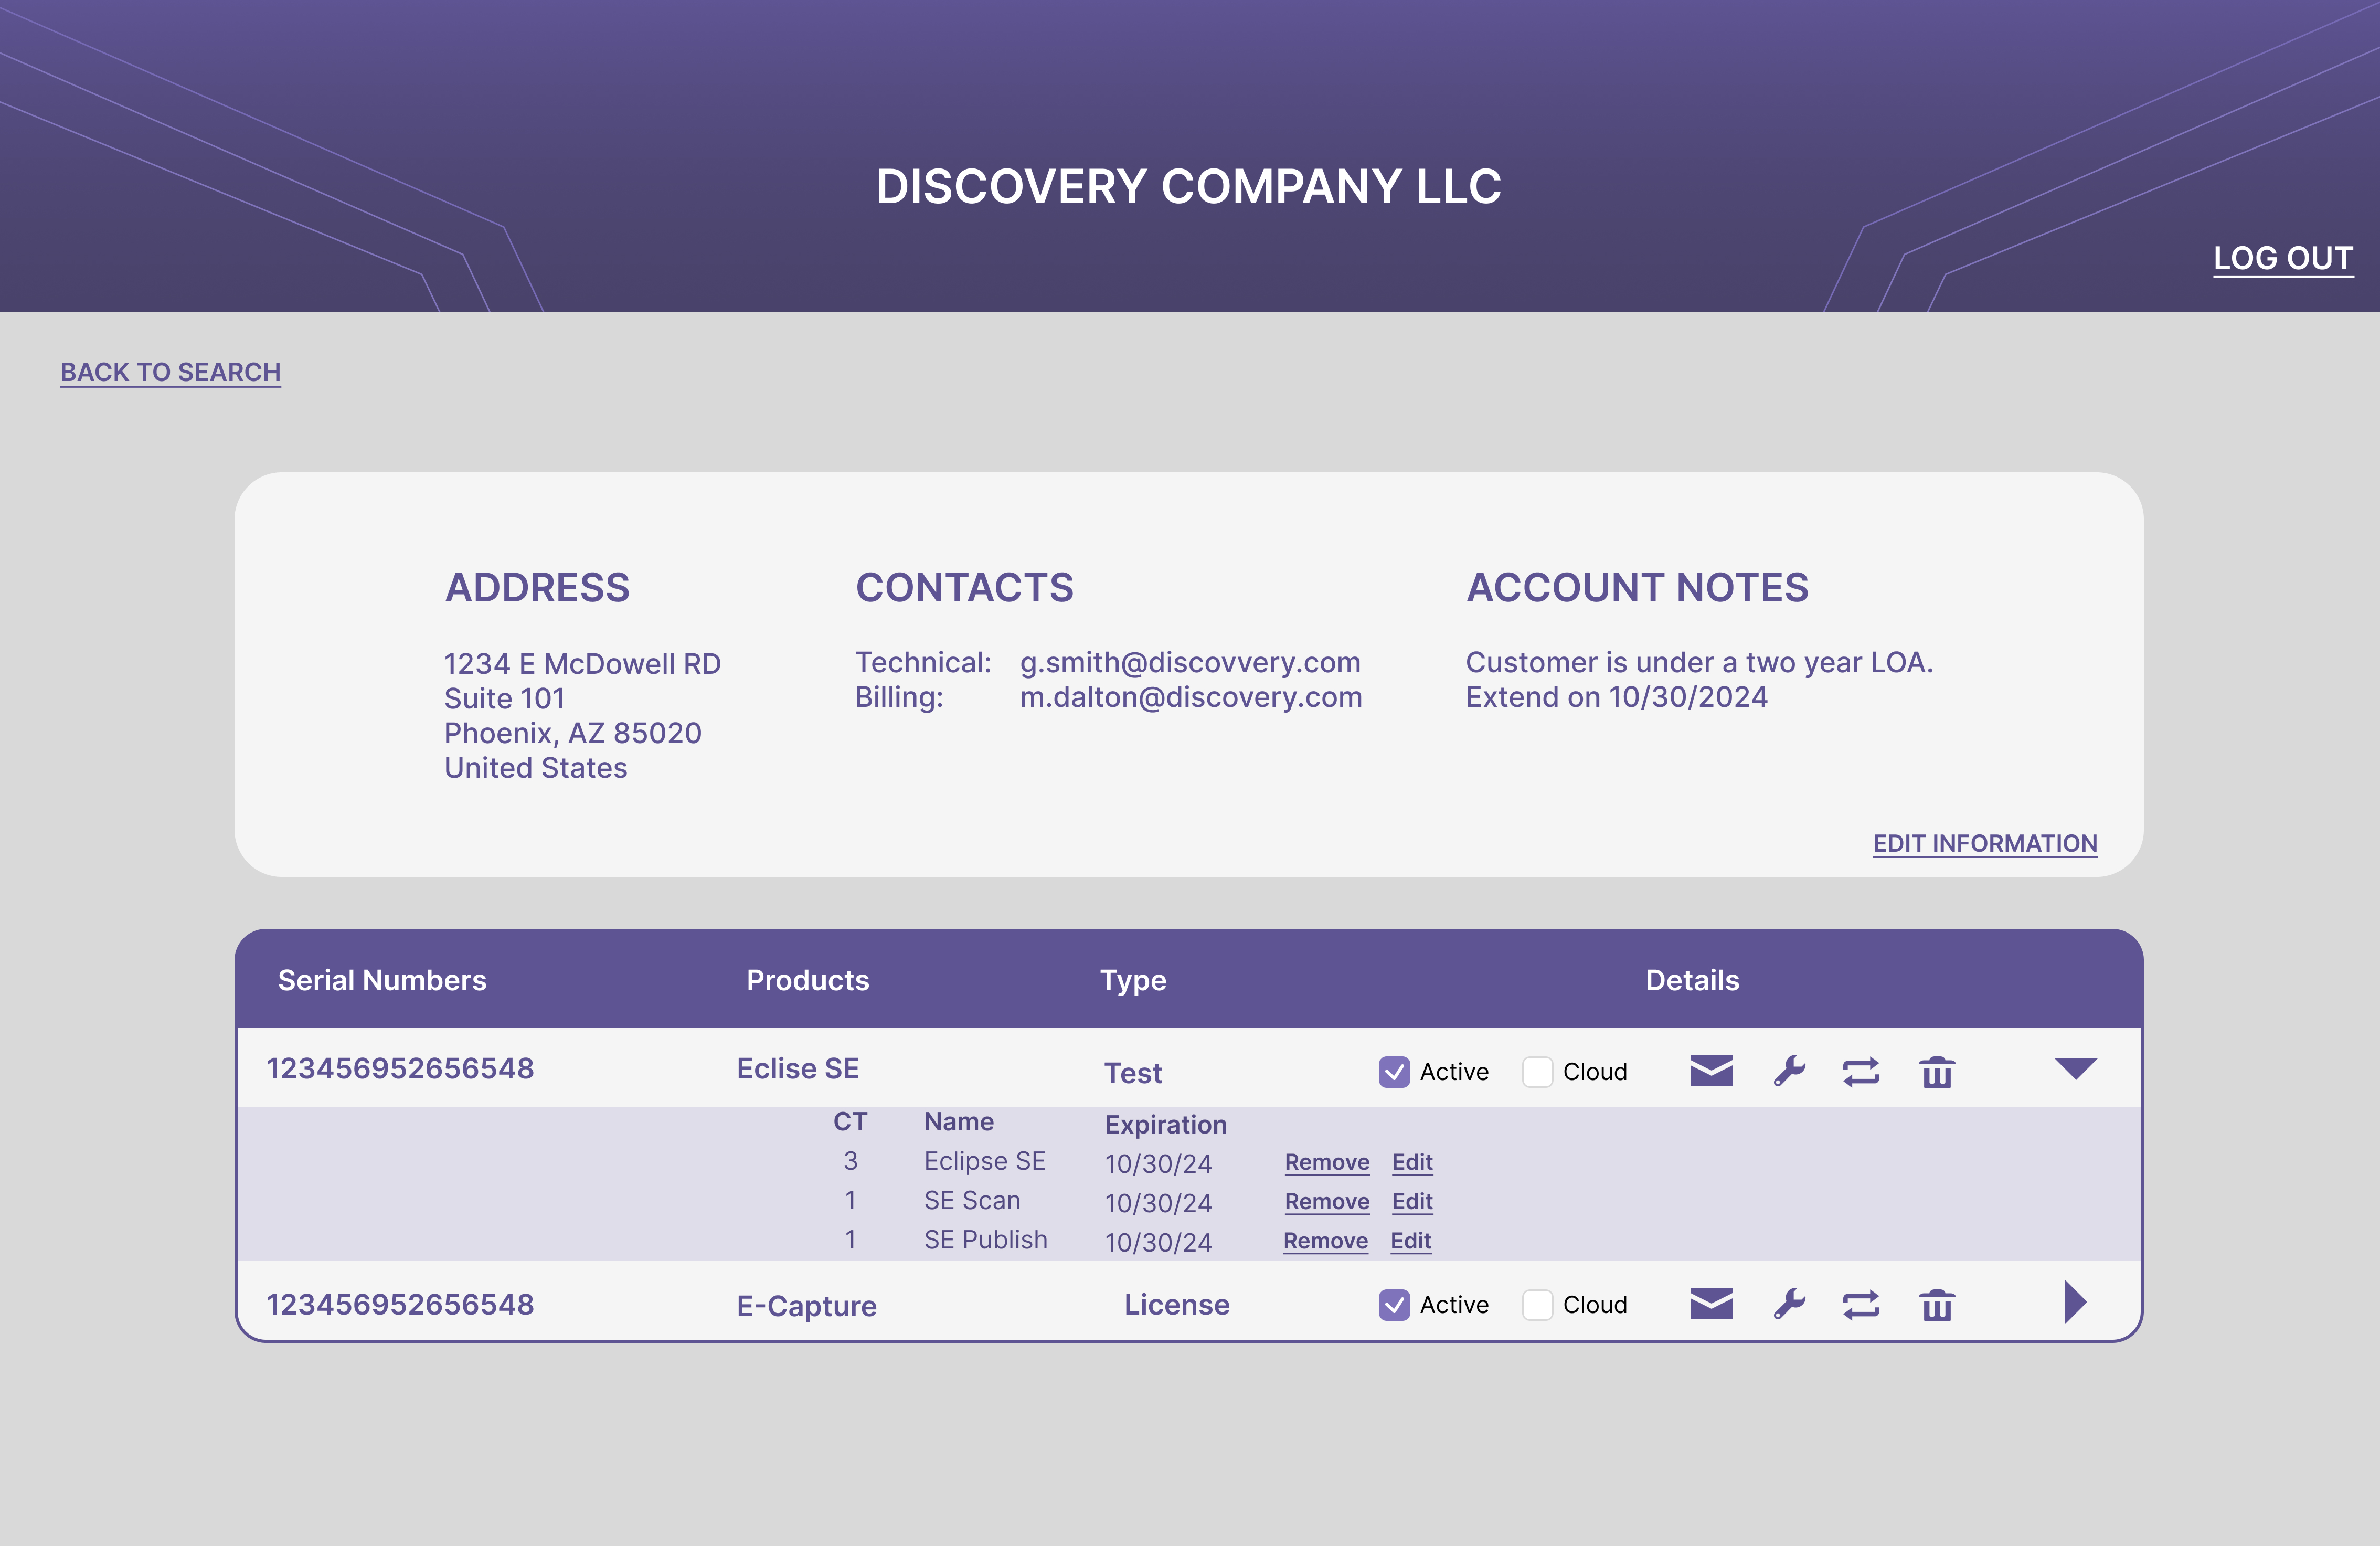 DISCOVERY COMPANY LLC
LOG OUT
BACK TO SEARCH
ADDRESS
1234 E McDowell RD
Suite 101
Phoenix, AZ 85020
United States
CONTACTS
Technical: g.smith@discovvery.com
Billing: m.dalton@discovery.com
ACCOUNT NOTES
Customer is under a two year LOA.
Extend on 10/30/2024
EDIT INFORMATION
Serial Numbers Products Type Details
123456952656548 Eclise SE Test Active Cloud
CT Name Expiration
3 Eclipse SE 10/30/24 Remove Edit
1 SE Scan 10/30/24 Remove Edit
1 SE Publish 10/30/24 Remove Edit
123456952656548 E-Capture License Active Cloud